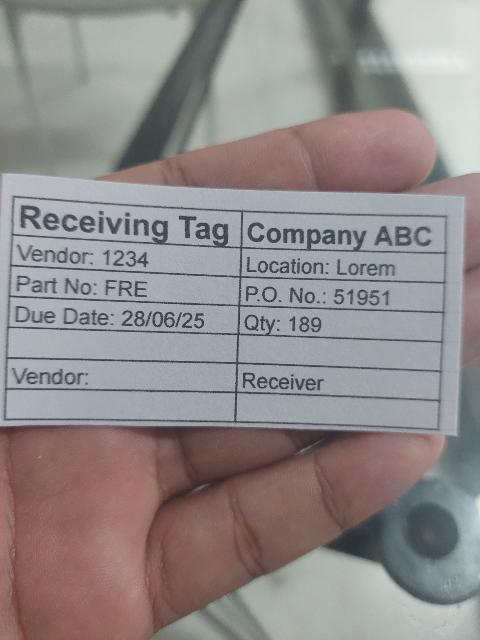 Receiving Tag Company ABC
Vendor: 1234 Location: Lorem
Part No: FRE P.O. No.: 51951
Due Date: 28/06/25 Qty: 189
Vendor: Receiver